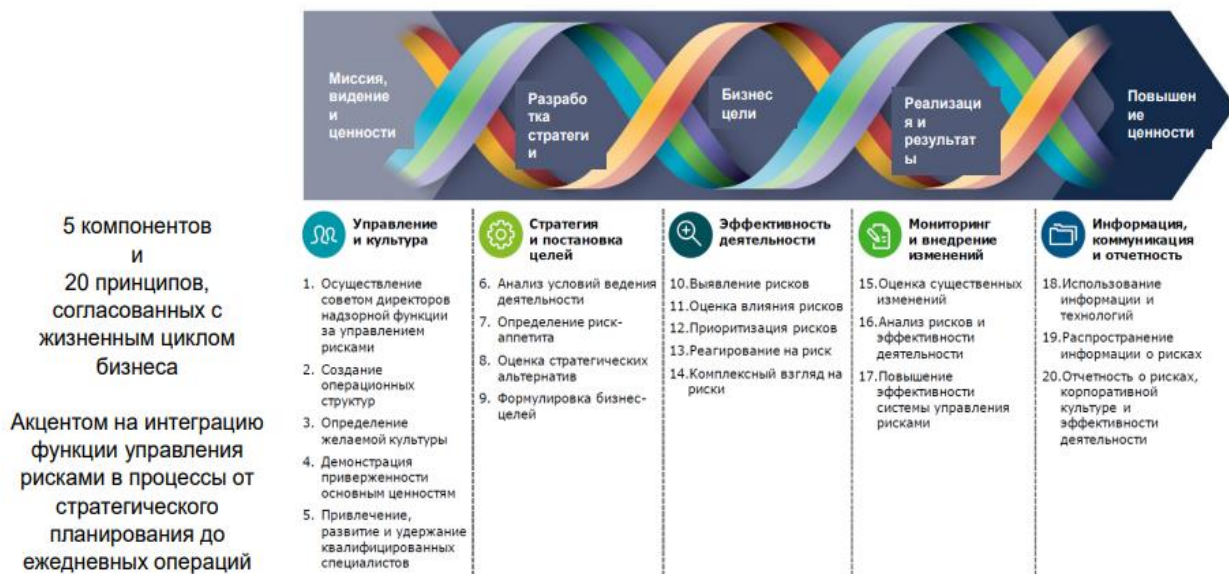 Миссия,
видение
и
ценности
Разрабо
тка
стратеги
и
Бизнес
цели
Реализаци
я и
результат
ы
Повышен
ие
ценности
5 компонентов
и
20 принципов,
согласованных с
жизненным циклом
бизнеса
Акцентом на интеграцию
функции управления
рисками в процессы от
стратегического
планирования до
ежедневных операций
Управление
и культура
1. Осуществление
советом директоров
надзорной функции
за управлением
рисками
2. Создание
операционных
структур
3. Определение
желаемой культуры
4. Демонстрация
приверженности
основным ценностям
5. Привлечение,
развитие и удержание
квалифицированных
специалистов
Стратегия
и постановка
целей
6. Анализ условий ведения
деятельности
7. Определение риск-
аппетита
8. Оценка стратегических
альтернатив
9. Формулировка бизнес-
целей
Эффективность
деятельности
10.Выявление рисков
11.Оценка влияния рисков
12.Приоритизация рисков
13.Реагирование на риск
14.Комплексный взгляд на
риски
Мониторинг
и внедрение
изменений
15.Оценка существенных
изменений
16.Анализ рисков и
эффективности
деятельности
17.Повышение
эффективности
системы управления
рисками
Информация,
коммуникация
и отчетность
18.Использование
информации и
технологий
19.Распространение
информации о рисках
20.Отчетность о рисках,
корпоративной
культуре и
эффективности
деятельности